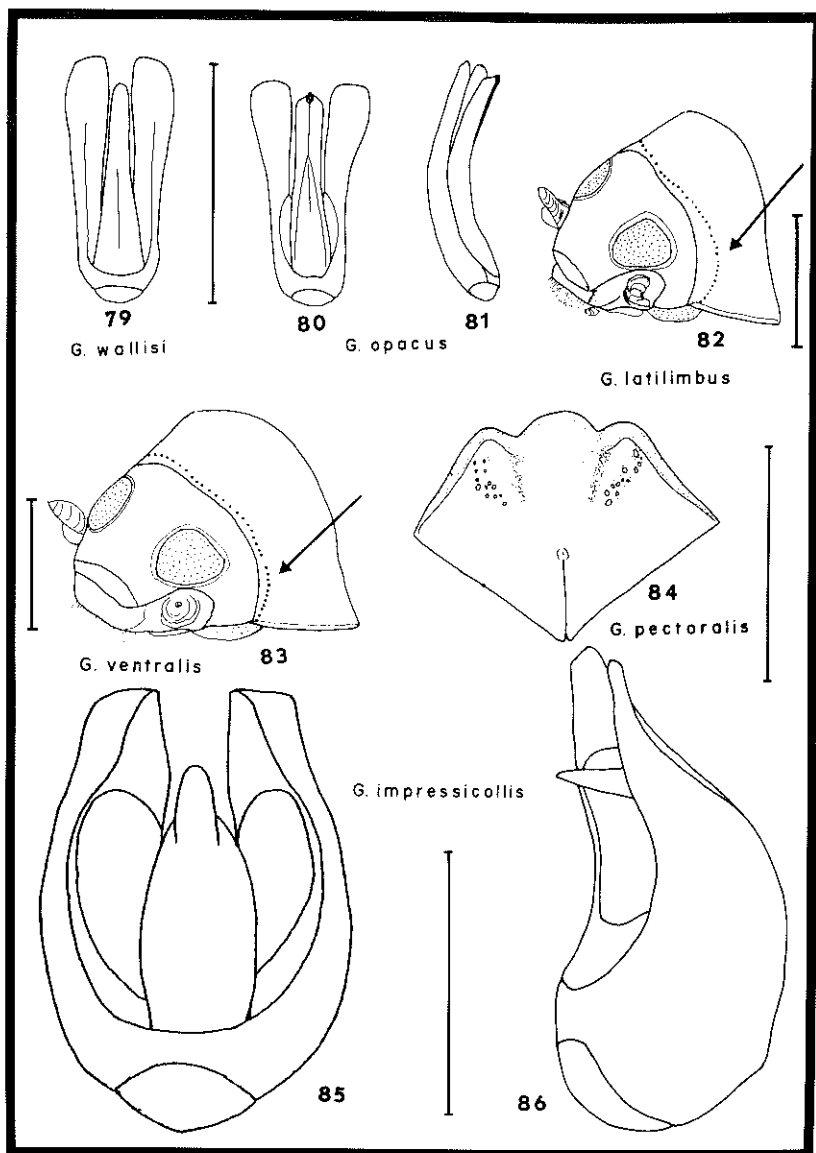 79
G. wallisi
80
81
G. opacus
82
G. latilimbus
83
G. ventralis
84
G. pectoralis
G. impressicollis
85
86